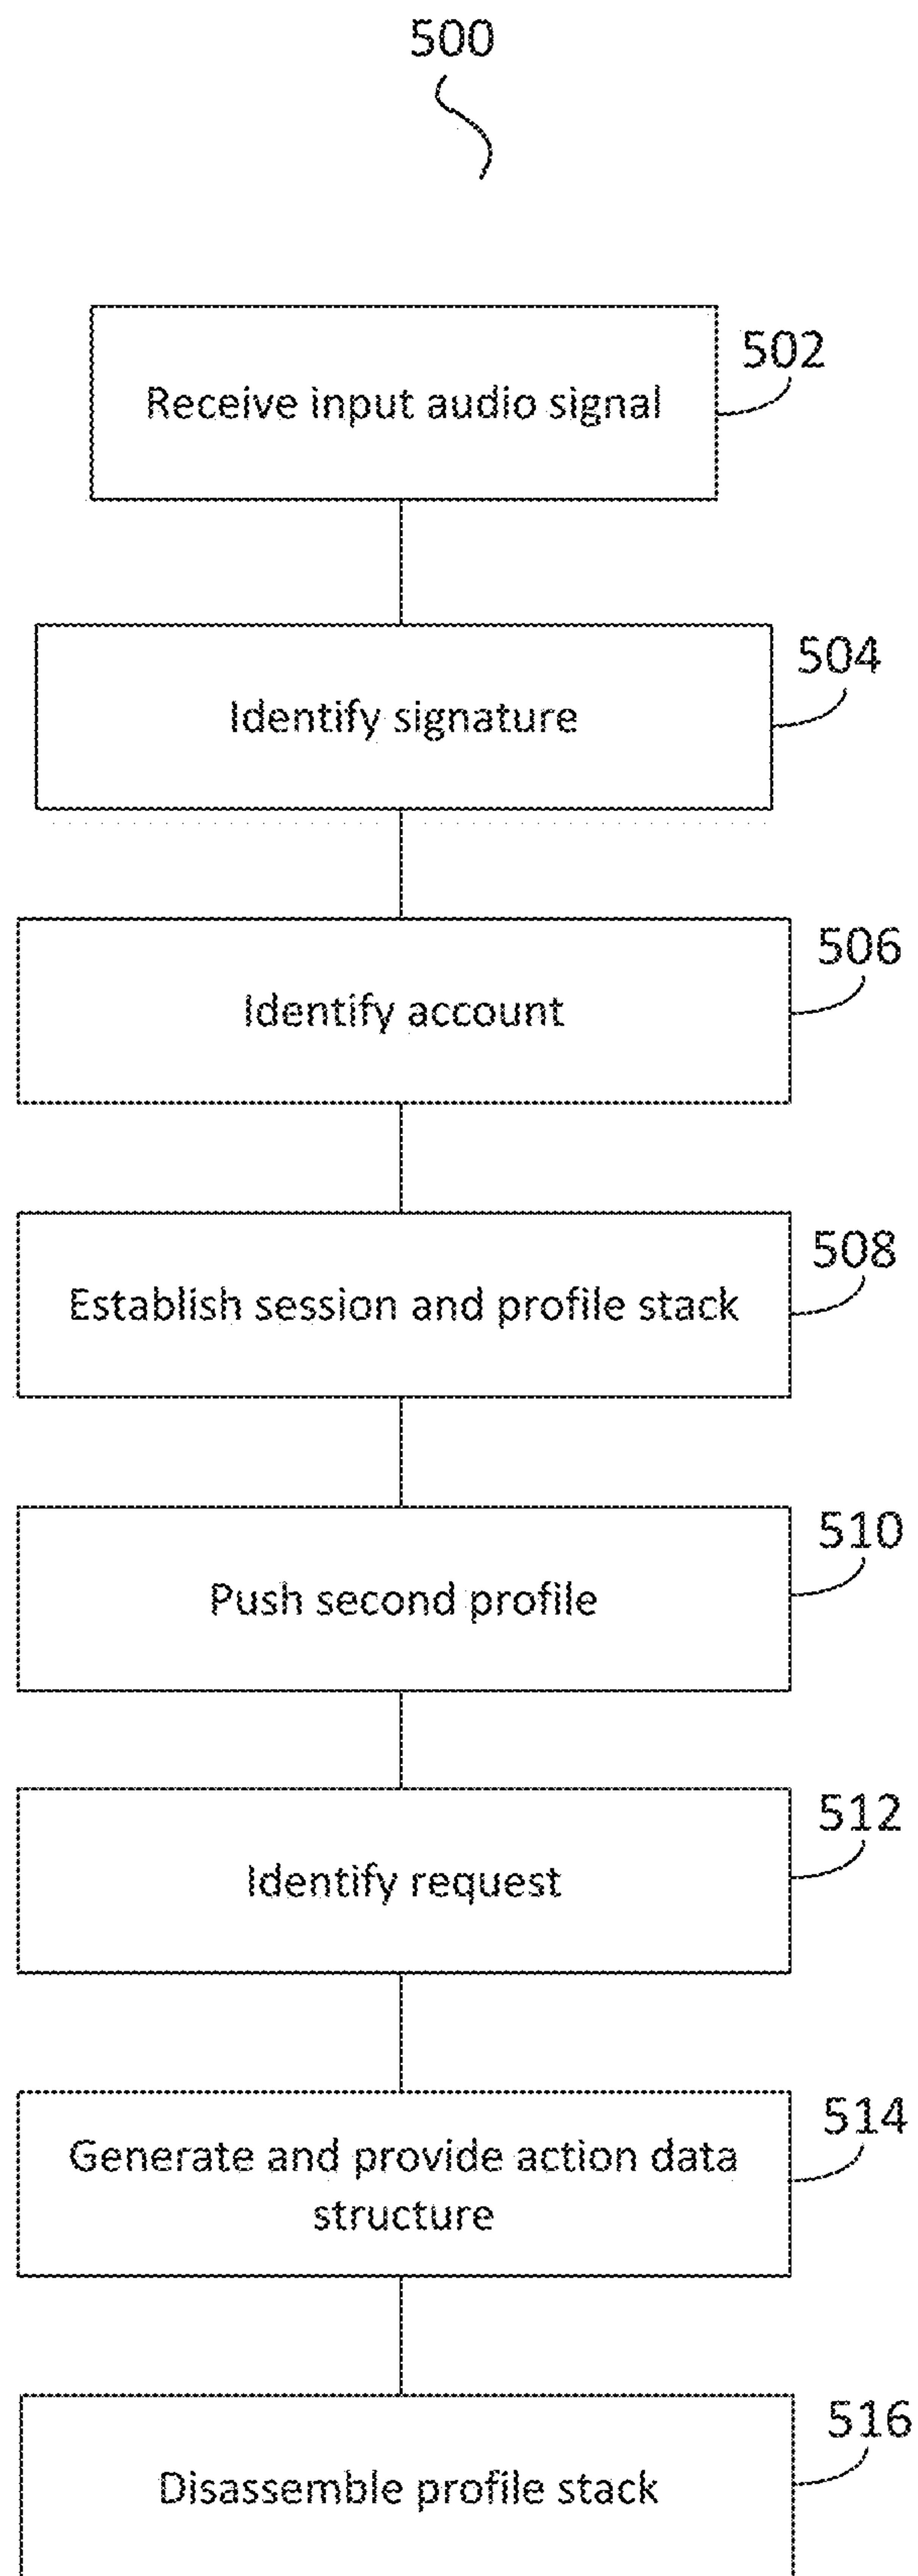 500
502
Receive input audio signal
504
Identify signature
506
Identify account
508
Establish session and profile stack
510
Push second profile
512
Identify request
514
Generate and provide action data
structure
516
Disassemble profile stack